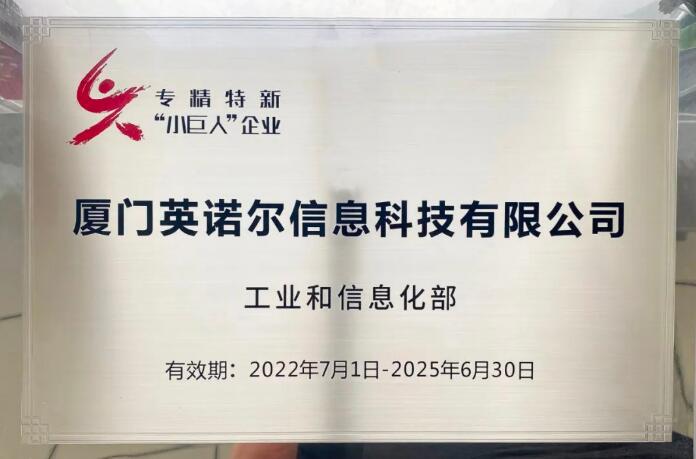 专精特新
“小巨人”企业
厦门英诺尔信息科技有限公司
工业和信息化部
有效期：2022年7月1日-2025年6月30日